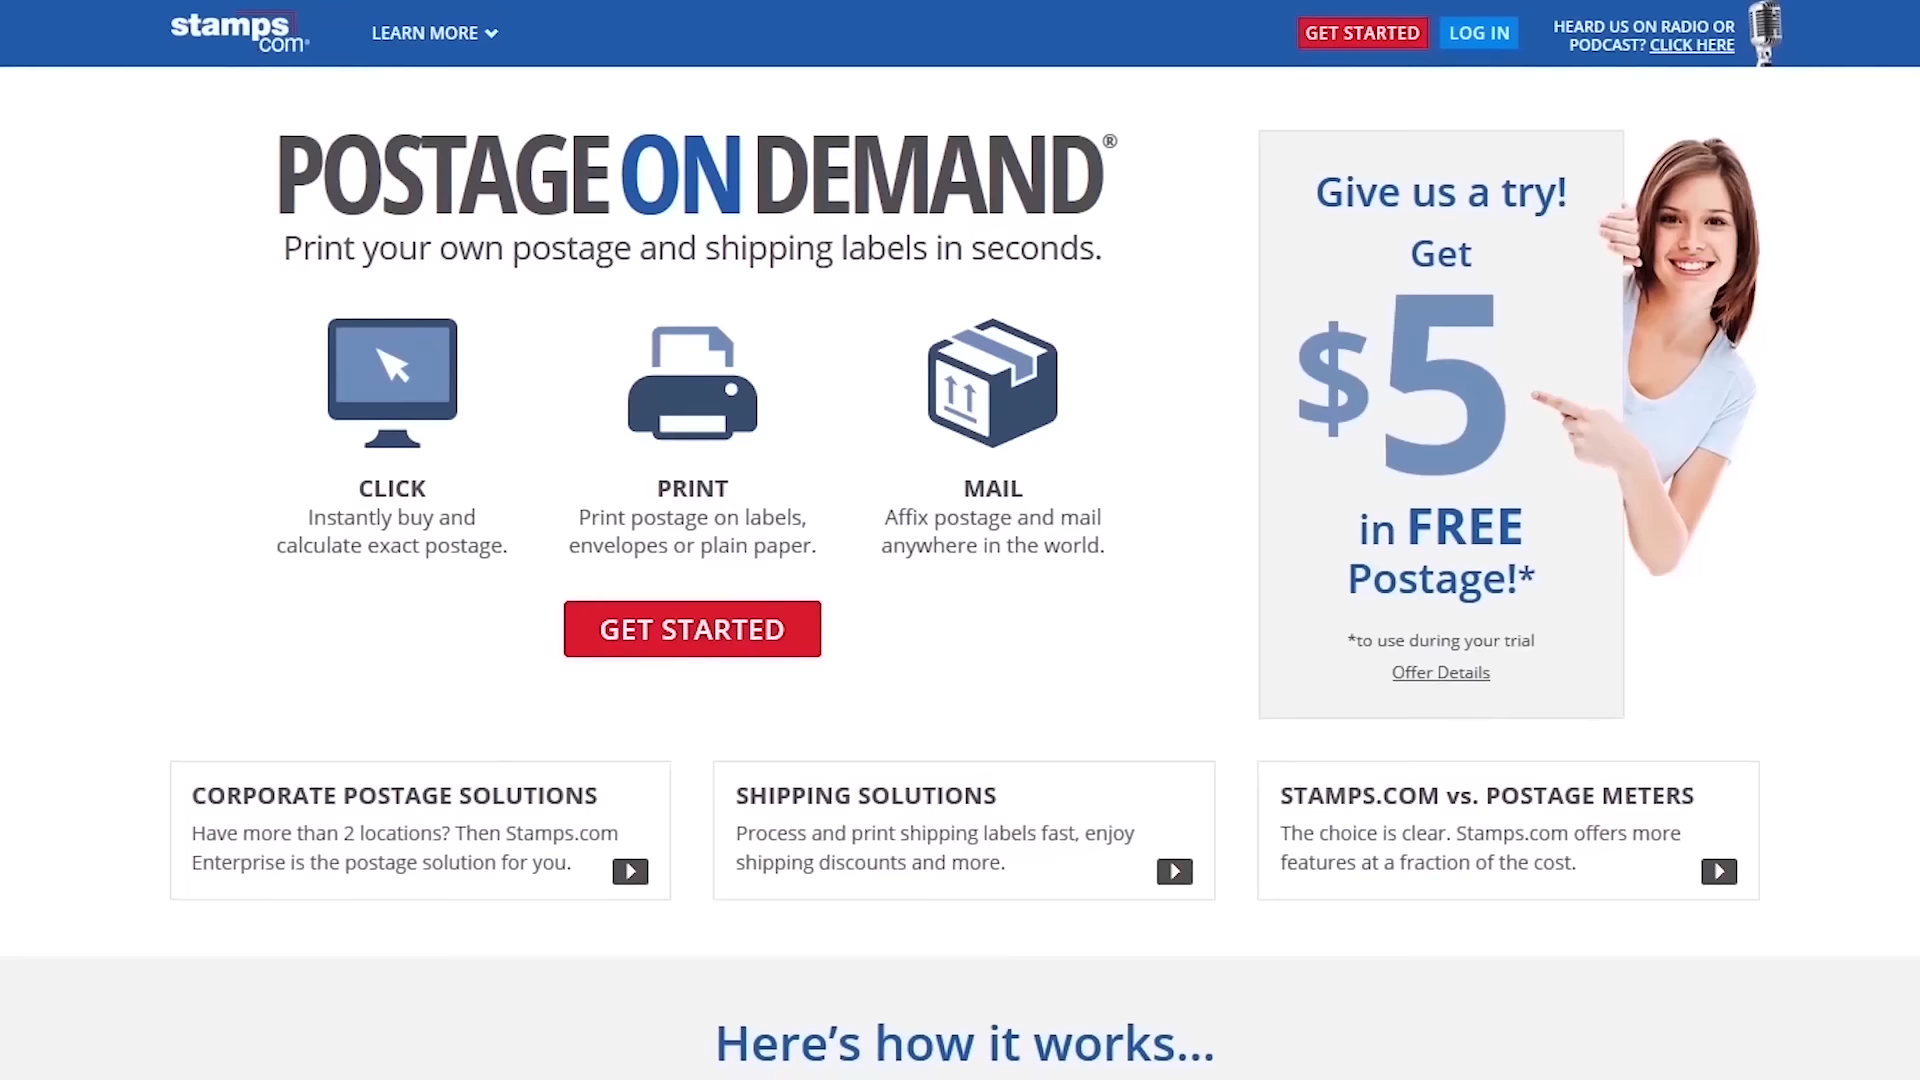 stamps
.com®
LEARN MORE
GET STARTED
LOG IN
HEARD US ON RADIO OR
PODCAST? CLICK HERE
POSTAGE ON DEMAND®
Print your own postage and shipping labels in seconds.
CLICK
Instantly buy and
calculate exact postage.
PRINT
Print postage on labels,
envelopes or plain paper.
MAIL
Affix postage and mail
anywhere in the world.
GET STARTED
Give us a try!
Get
$5
in FREE
Postage!*
*to use during your trial
Offer Details
CORPORATE POSTAGE SOLUTIONS
Have more than 2 locations? Then Stamps.com
Enterprise is the postage solution for you.
SHIPPING SOLUTIONS
Process and print shipping labels fast, enjoy
shipping discounts and more.
STAMPS.COM vs. POSTAGE METERS
The choice is clear. Stamps.com offers more
features at a fraction of the cost.
Here’s how it works...